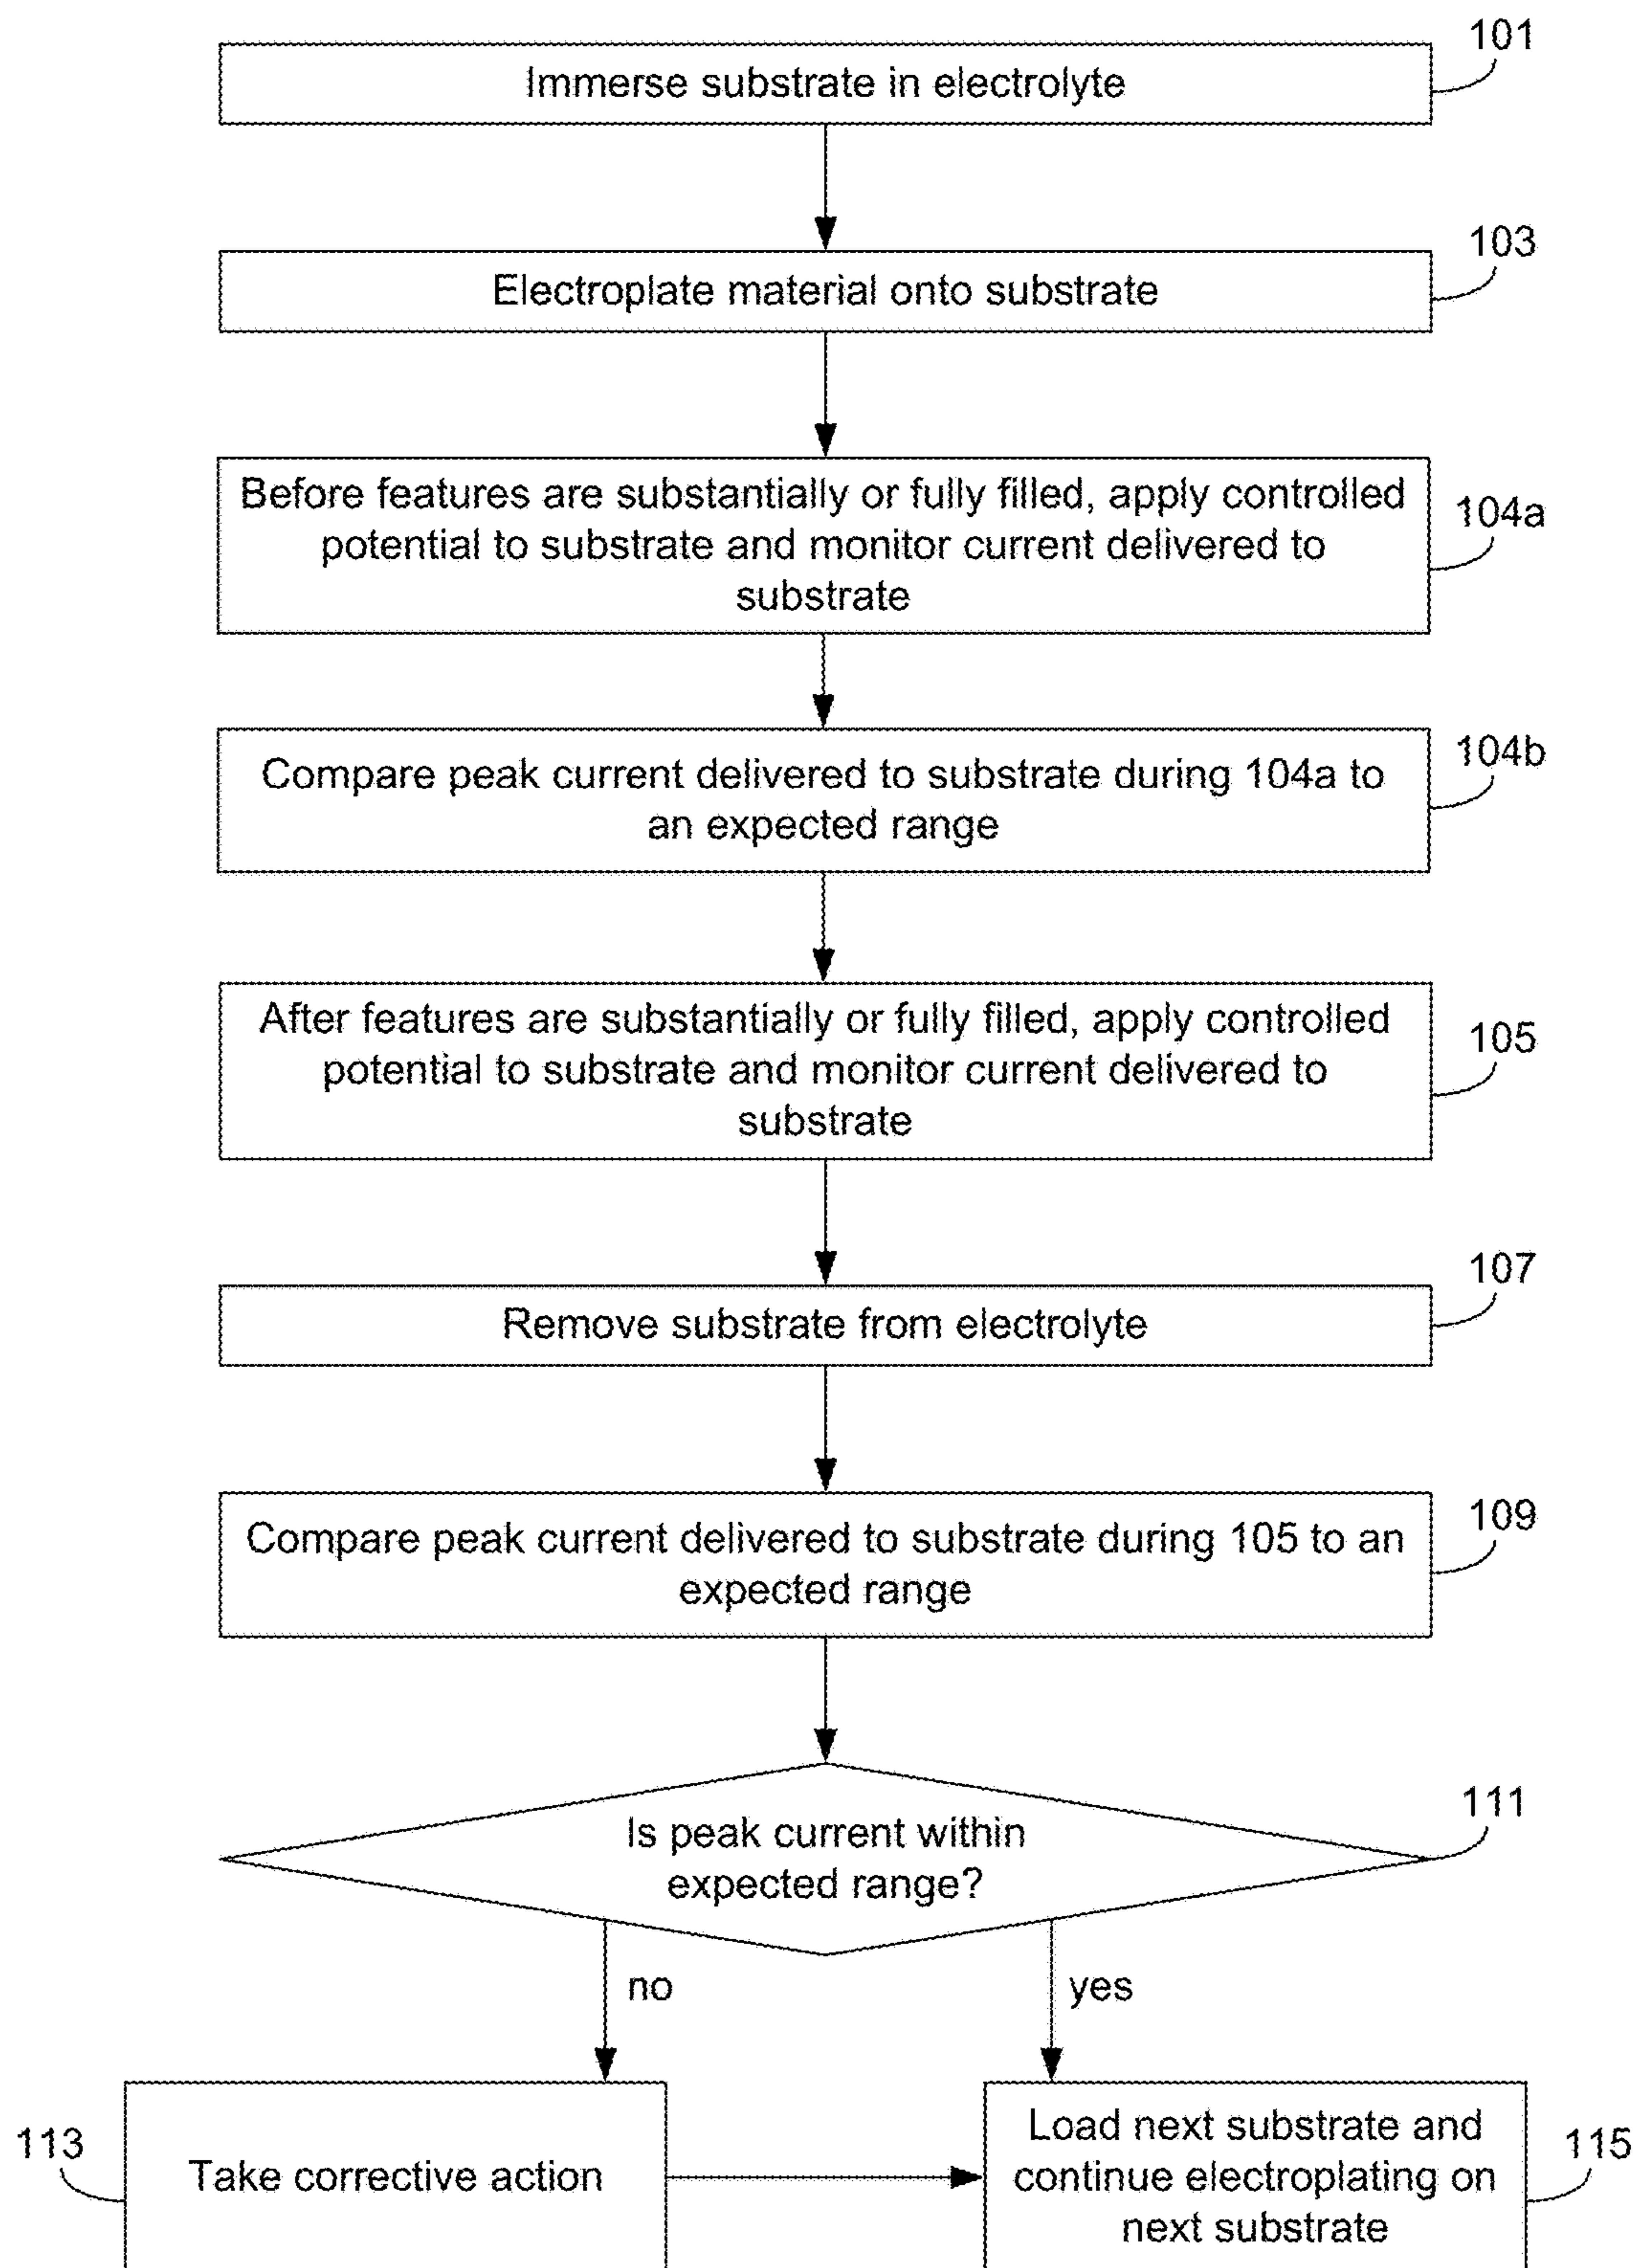 101
Immerse substrate in electrolyte
103
Electroplate material onto substrate
Before features are substantially or fully filled, apply controlled
potential to substrate and monitor current delivered to
substrate
104a
Compare peak current delivered to substrate during 104a to
an expected range
104b
After features are substantially or fully filled, apply controlled
potential to substrate and monitor current delivered to
substrate
105
107
Remove substrate from electrolyte
Compare peak current delivered to substrate during 105 to an
expected range
109
111
Is peak current within
expected range?
no
yes
113
Take corrective action
Load next substrate and
continue electroplating on
next substrate
115